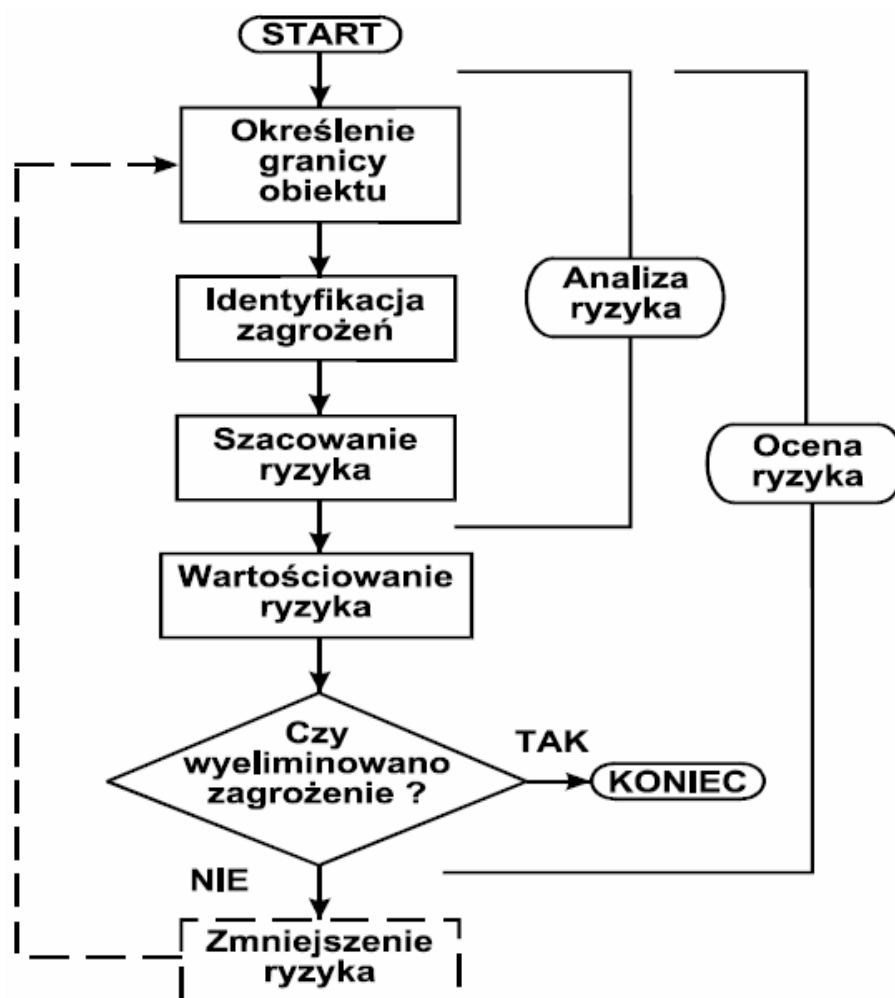 START
Określenie
granicy
obiektu
Identyfikacja
zagrożeń
Analiza
ryzyka
Szacowanie
ryzyka
Ocena
ryzyka
Wartościowanie
ryzyka
Czy
wyeliminowano
zagrożenie ?
TAK
KONIEC
NIE
Zmniejszenie
ryzyka